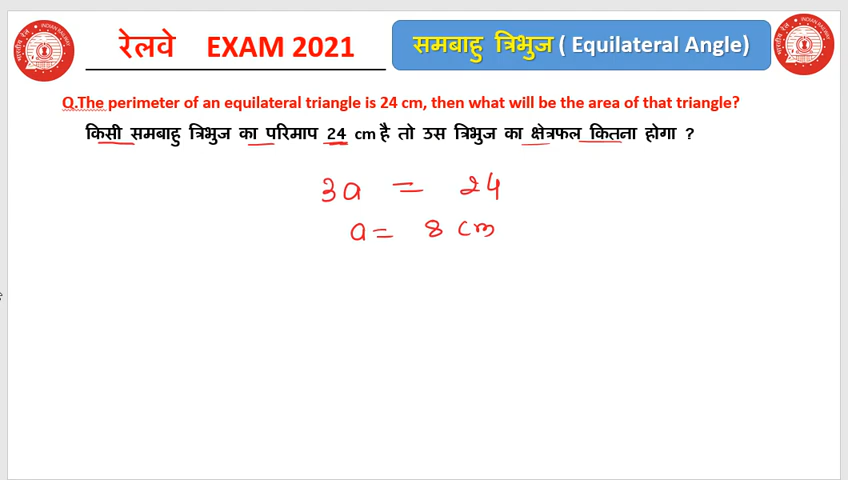 रेलवे EXAM 2021
समबाहु त्रिभुज ( Equilateral Angle)
Q.The perimeter of an equilateral triangle is 24 cm, then what will be the area of that triangle?
किसी समबाहु त्रिभुज का परिमाप 24 cm है तो उस त्रिभुज का क्षेत्रफल कितना होगा ?
3a = 24
a = 8 cm